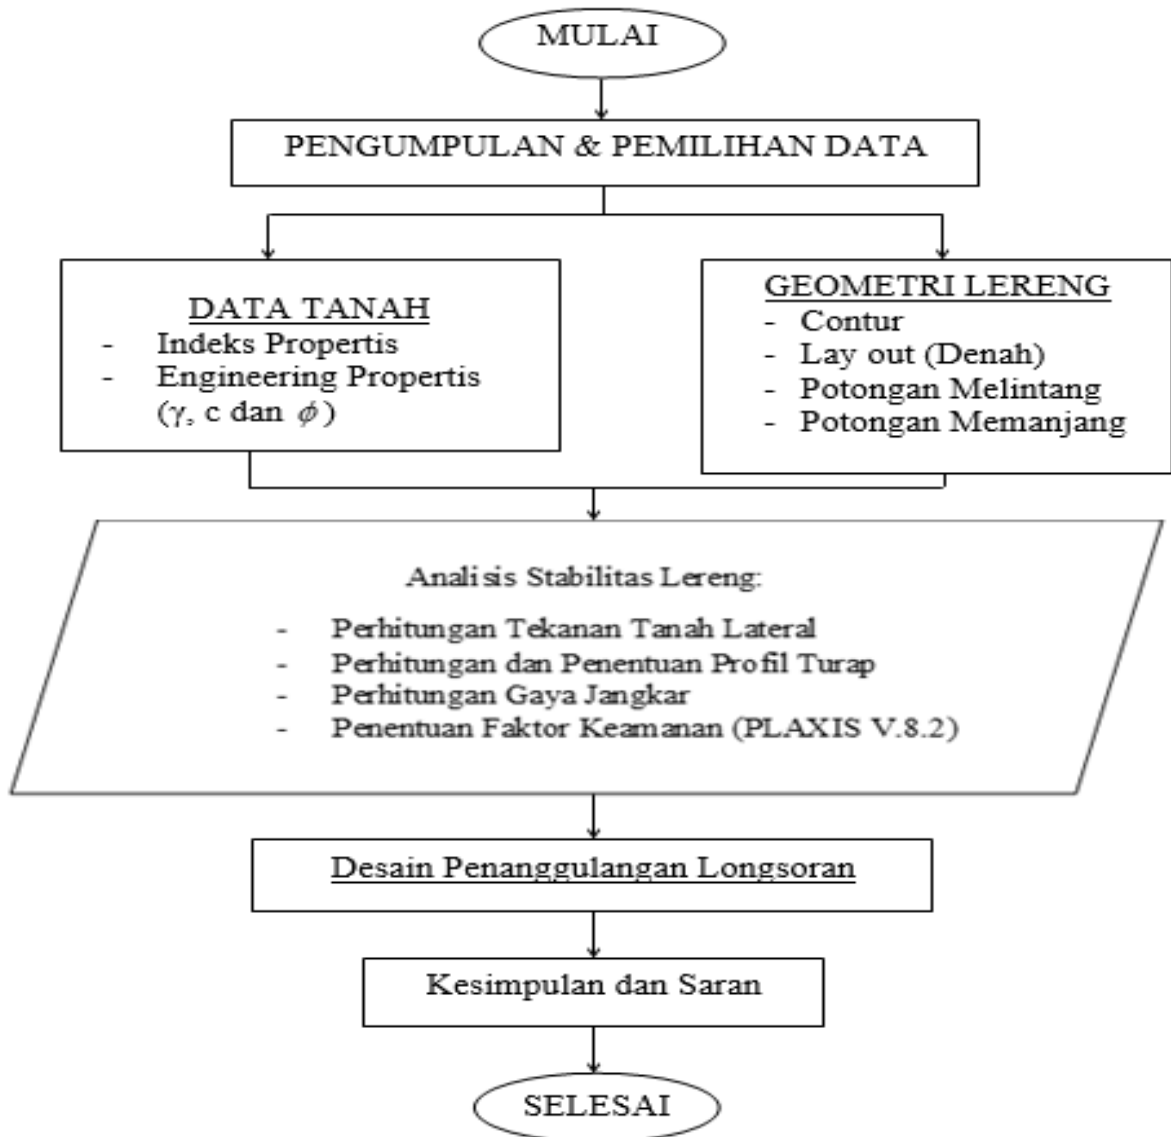 MULAI
PENGUMPULAN & PEMILIHAN DATA
DATA TANAH
- Indeks Propertis
- Engineering Propertis
(γ, c dan ϕ)
GEOMETRI LERENG
- Contur
- Lay out (Denah)
- Potongan Melintang
- Potongan Memanjang
Analisis Stabilitas Lereng:
- Perhitungan Tekanan Tanah Lateral
- Perhitungan dan Penentuan Profil Turap
- Perhitungan Gaya Jangkar
- Penentuan Faktor Keamanan (PLAXIS V.8.2)
Desain Penanggulangan Longsoran
Kesimpulan dan Saran
SELESAI